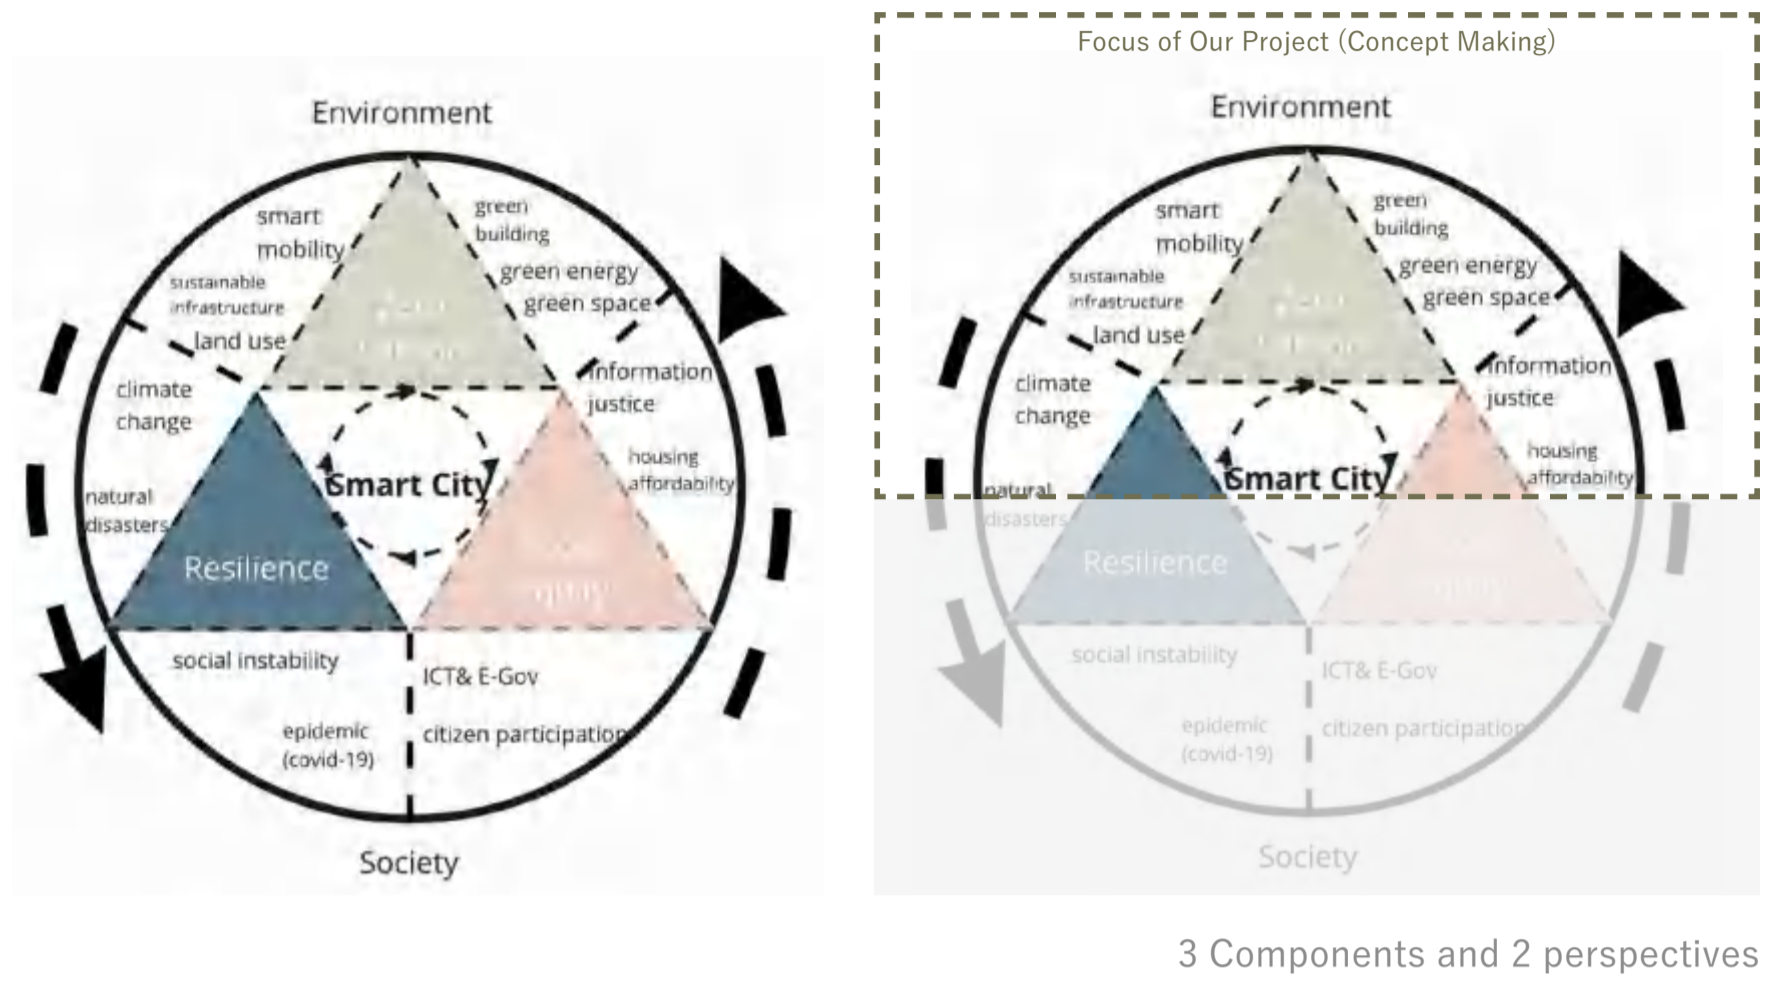 Environment
smart
mobility
green
building
sustainable
infrastructure
green energy
green space
land use
climate
change
information
justice
natural
disasters
housing
affordability
Smart City
Resilience
social instability
ICT& E-Gov
epidemic
(covid-19)
citizen participation
Society
Focus of Our Project (Concept Making)
Environment
smart
mobility
green
building
sustainable
infrastructure
green energy
green space
land use
climate
change
information
justice
natural
disasters
housing
affordability
Smart City
Resilience
social instability
ICT& E-Gov
epidemic
(covid-19)
citizen participation
Society
3 Components and 2 perspectives